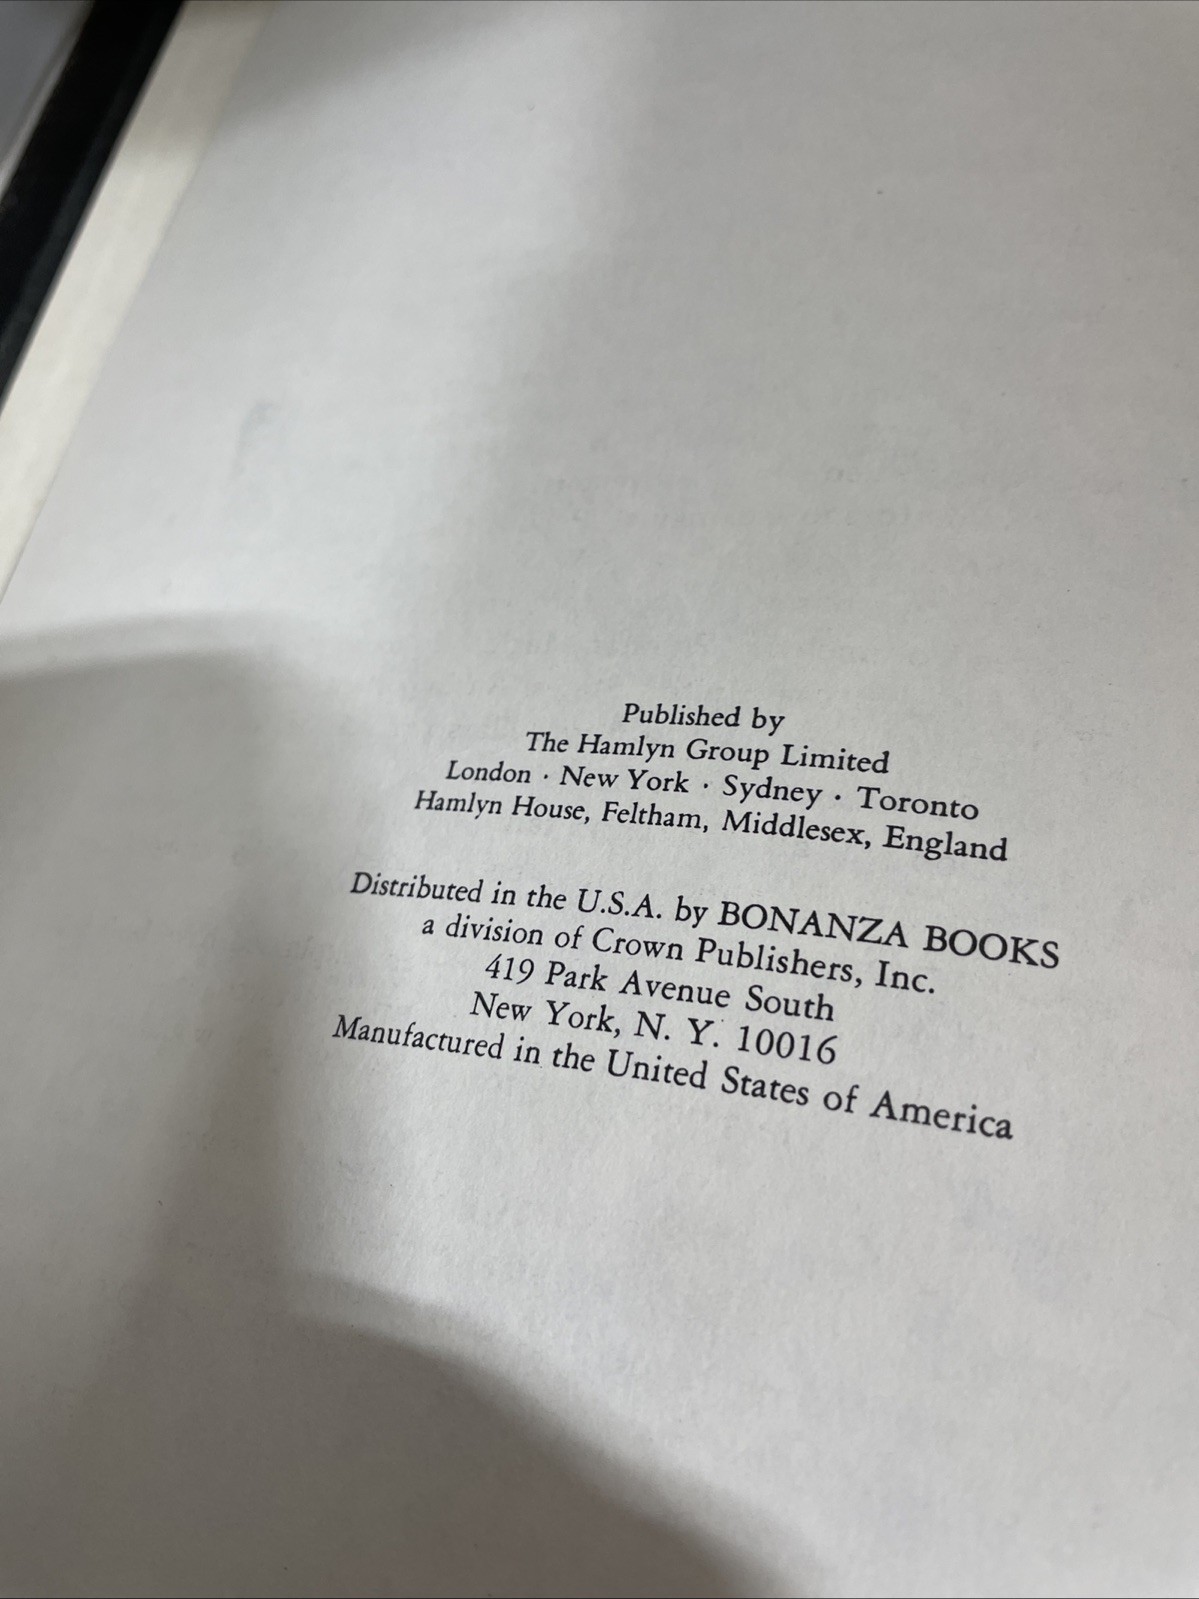 Published by
The Hamlyn Group Limited
London · New York · Sydney · Toronto
Hamlyn House, Feltham, Middlesex, England
Distributed in the U.S.A. by BONANZA BOOKS
a division of Crown Publishers, Inc.
419 Park Avenue South
New York, N. Y. 10016
Manufactured in the United States of America